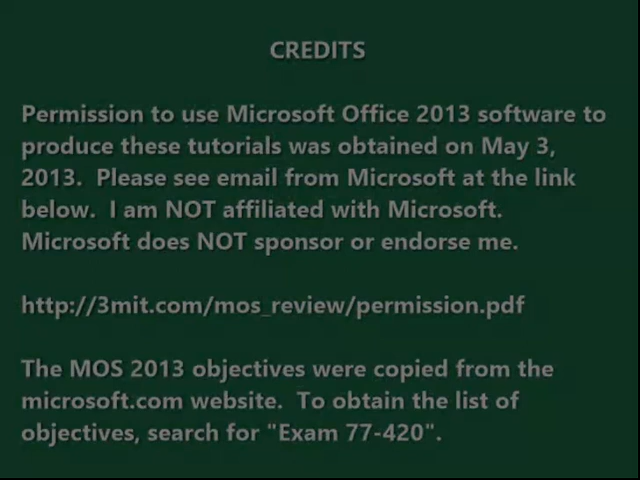 CREDITS
Permission to use Microsoft Office 2013 software to
produce these tutorials was obtained on May 3,
2013.  Please see email from Microsoft at the link
below.  I am NOT affiliated with Microsoft.
Microsoft does NOT sponsor or endorse me.
http://3mit.com/mos_review/permission.pdf
The MOS 2013 objectives were copied from the
microsoft.com website.  To obtain the list of
objectives, search for "Exam 77-420".